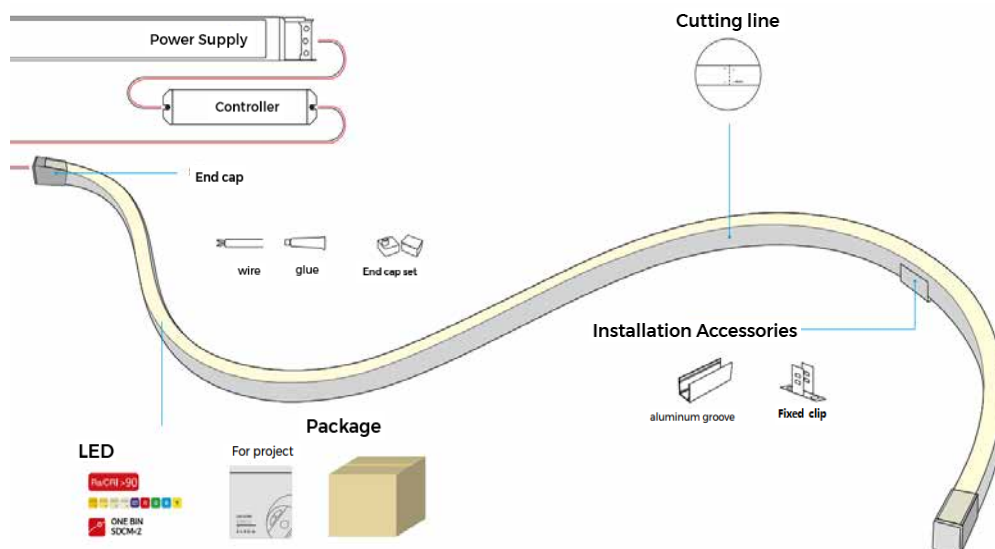 Cutting line
Power Supply
Controller
End cap
wire
glue
End cap set
Installation Accessories
aluminum groove
Fixed clip
Package
LED
For project
Ra/CRI >90
ONE BIN
SDCM<2